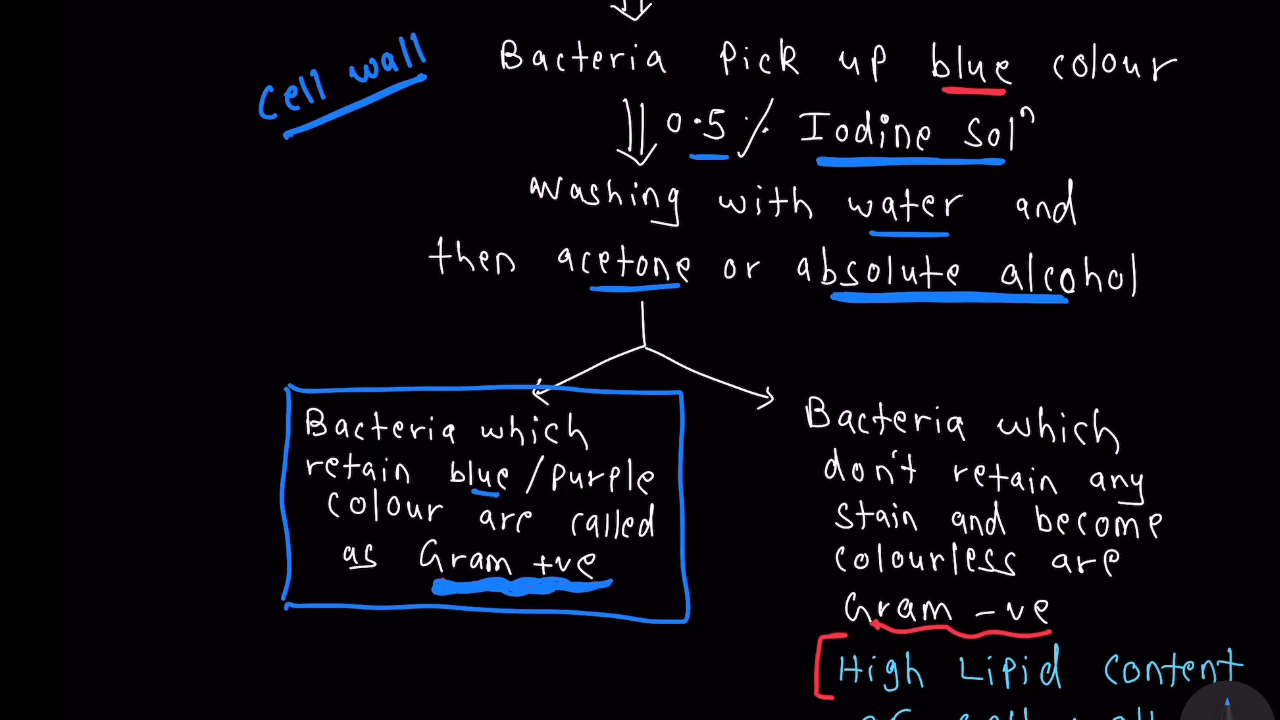 Cell wall
Bacteria Pick up blue colour
0.5% Iodine Solⁿ
Washing with water and
then acetone or absolute alcohol
Bacteria which
retain blue/purple
colour are called
as Gram +ve
Bacteria which
don't retain any
stain and become
colourless are
Gram -ve
[High Lipid content